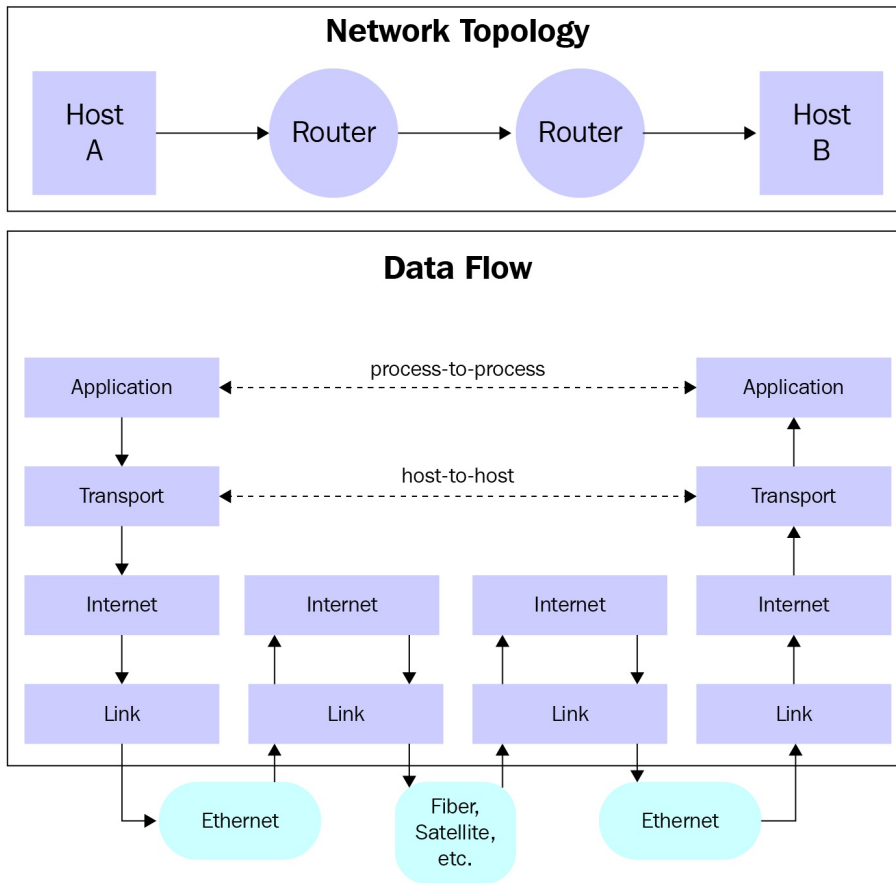 Network Topology
Host
A
Router
Router
Host
B
Data Flow
process-to-process
Application
Application
host-to-host
Transport
Transport
Internet
Internet
Internet
Internet
Link
Link
Link
Link
Ethernet
Fiber,
Satellite,
etc.
Ethernet